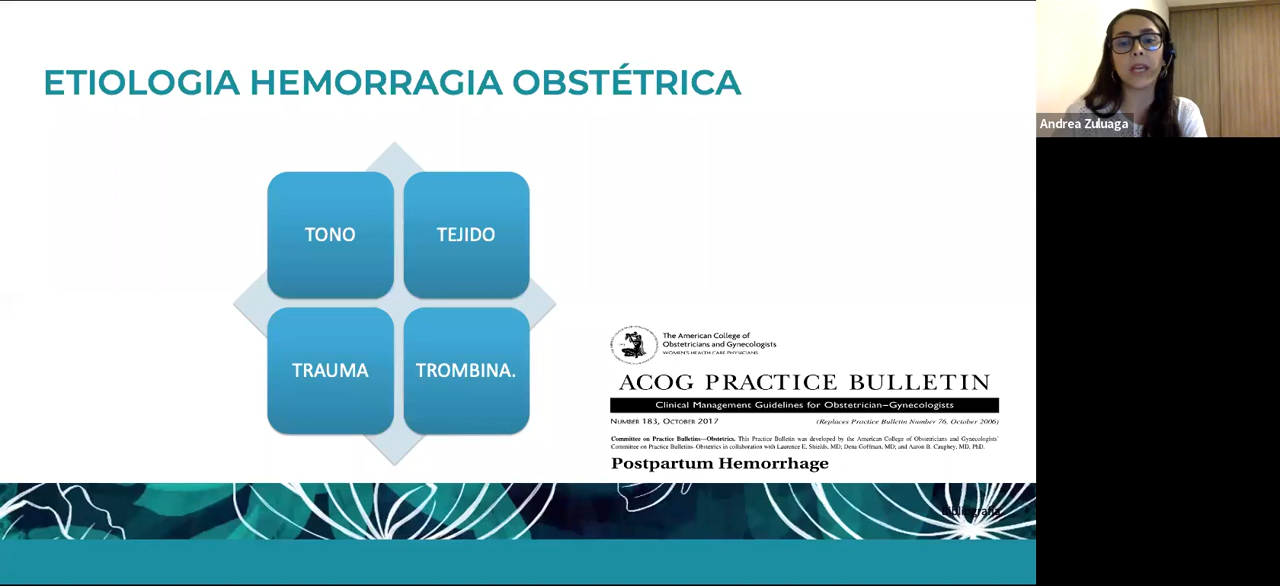 ETIOLOGIA HEMORRAGIA OBSTÉTRICA
TONO
TEJIDO
TRAUMA
TROMBINA.
The American College of
Obstetricians and Gynecologists
WOMEN'S HEALTH CARE PHYSICIANS
ACOG PRACTICE BULLETIN
Clinical Management Guidelines for Obstetrician–Gynecologists
NUMBER 183, OCTOBER 2017
(Replaces Practice Bulletin Number 76, October 2006)
Committee on Practice Bulletins—Obstetrics. This Practice Bulletin was developed by the American College of Obstetricians and Gynecologists'
Committee on Practice Bulletins–Obstetrics in collaboration with Laurence E. Shields, MD; Dena Goffman, MD; and Aaron B. Caughey, MD, PhD.
Postpartum Hemorrhage
Bibliografía
Andrea Zuluaga